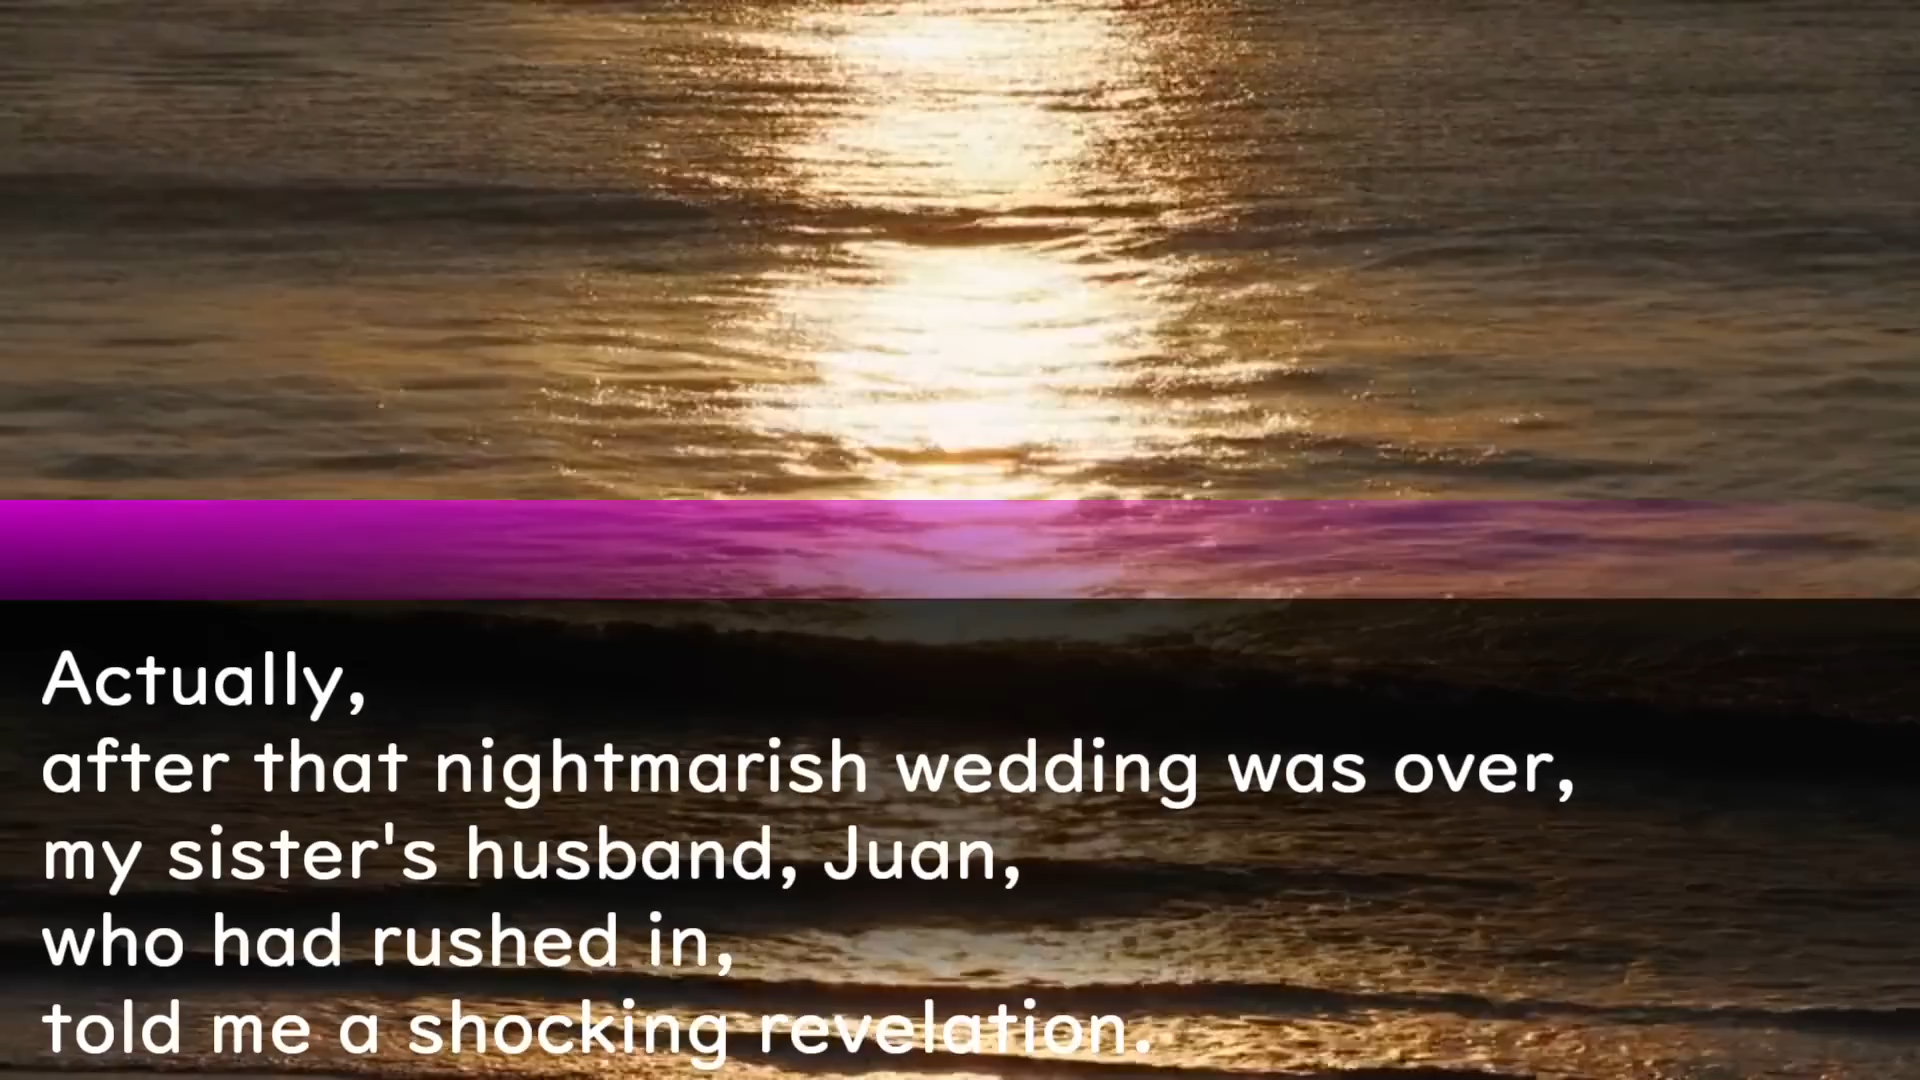 Actually,
after that nightmarish wedding was over,
my sister's husband, Juan,
who had rushed in,
told me a shocking revelation.